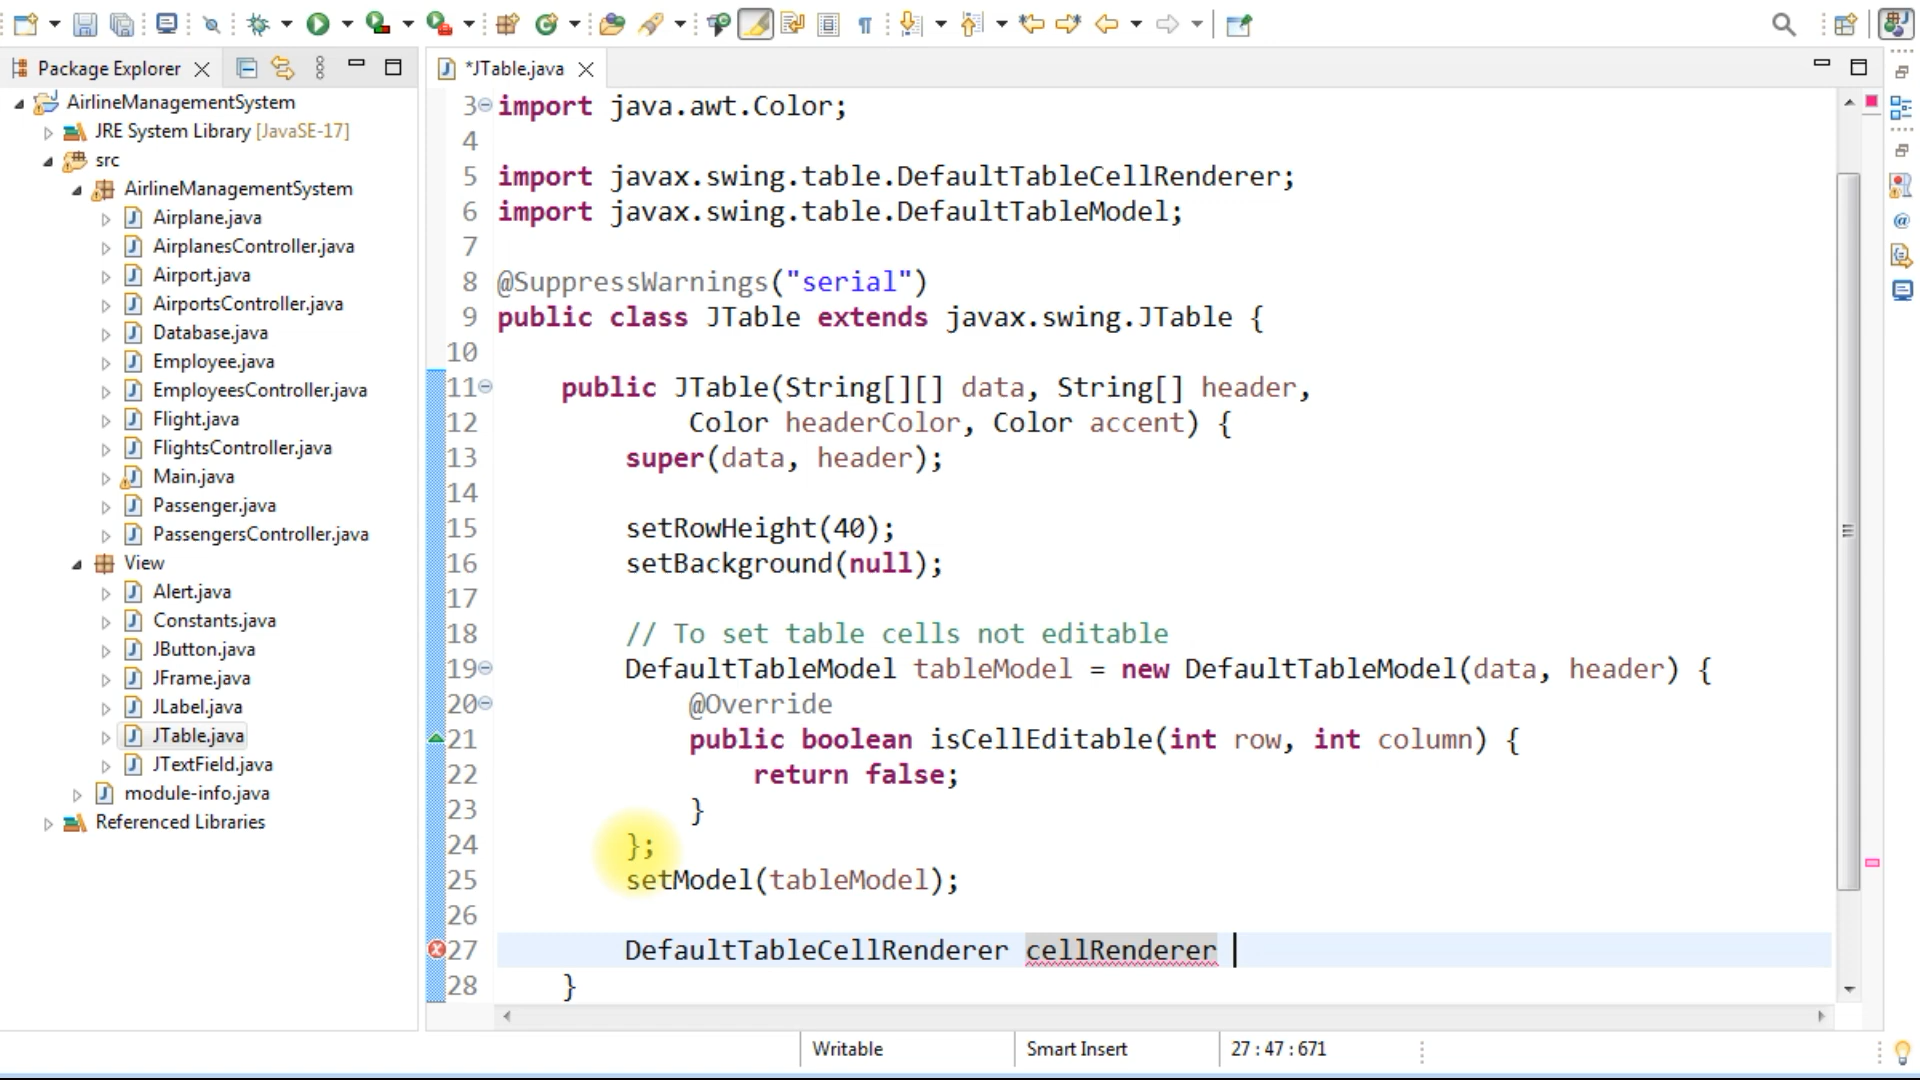 Package Explorer
AirlineManagementSystem
JRE System Library [JavaSE-17]
src
AirlineManagementSystem
Airplane.java
AirplanesController.java
Airport.java
AirportsController.java
Database.java
Employee.java
EmployeesController.java
Flight.java
FlightsController.java
Main.java
Passenger.java
PassengersController.java
View
Alert.java
Constants.java
JButton.java
JFrame.java
JLabel.java
JTable.java
JTextField.java
module-info.java
Referenced Libraries
*JTable.java
3 import java.awt.Color;
4
5 import javax.swing.table.DefaultTableCellRenderer;
6 import javax.swing.table.DefaultTableModel;
7
8 @SuppressWarnings("serial")
9 public class JTable extends javax.swing.JTable {
10
11 public JTable(String[][] data, String[] header,
12 Color headerColor, Color accent) {
13 super(data, header);
14
15 setRowHeight(40);
16 setBackground(null);
17
18 // To set table cells not editable
19 DefaultTableModel tableModel = new DefaultTableModel(data, header) {
20 @Override
21 public boolean isCellEditable(int row, int column) {
22 return false;
23 }
24 };
25 setModel(tableModel);
26
27 DefaultTableCellRenderer cellRenderer
28 }
Writable
Smart Insert
27 : 47 : 671